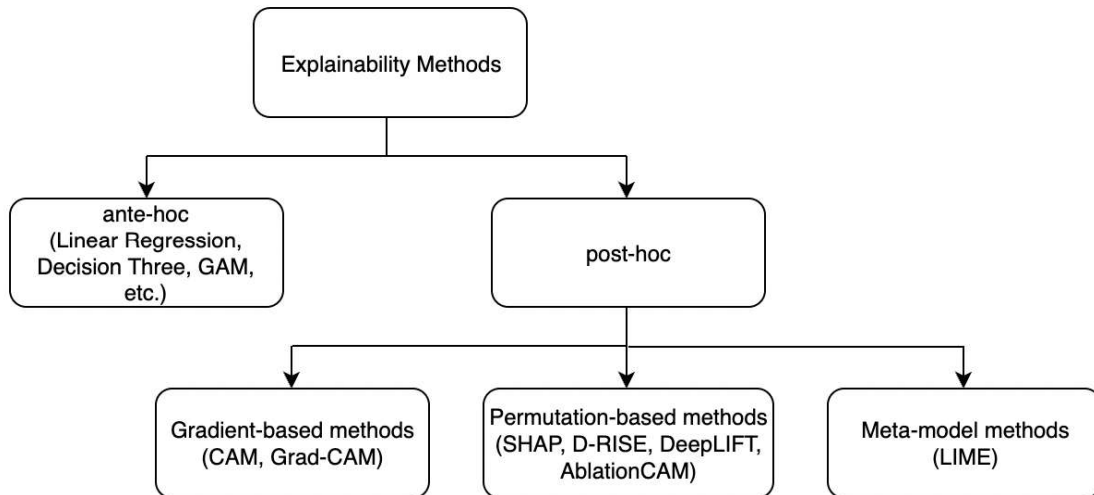 Explainability Methods
ante-hoc
(Linear Regression,
Decision Three, GAM,
etc.)
post-hoc
Gradient-based methods
(CAM, Grad-CAM)
Permutation-based methods
(SHAP, D-RISE, DeepLIFT,
AblationCAM)
Meta-model methods
(LIME)